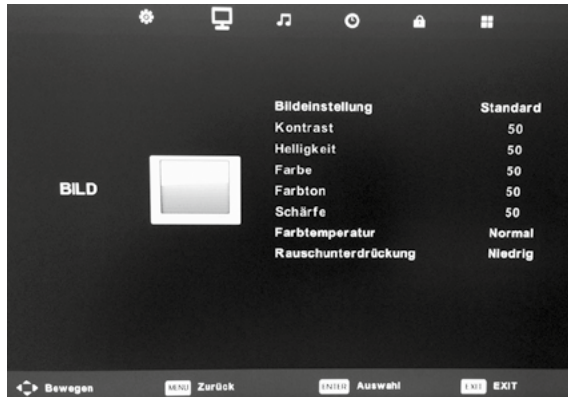 Bildeinstellung Standard
Kontrast 50
Helligkeit 50
Farbe 50
BILD
Farbton 50
Schärfe 50
Farbtemperatur Normal
Rauschunterdrückung Niedrig
Bewegen MENU Zurück ENTER Auswahl EXIT EXIT